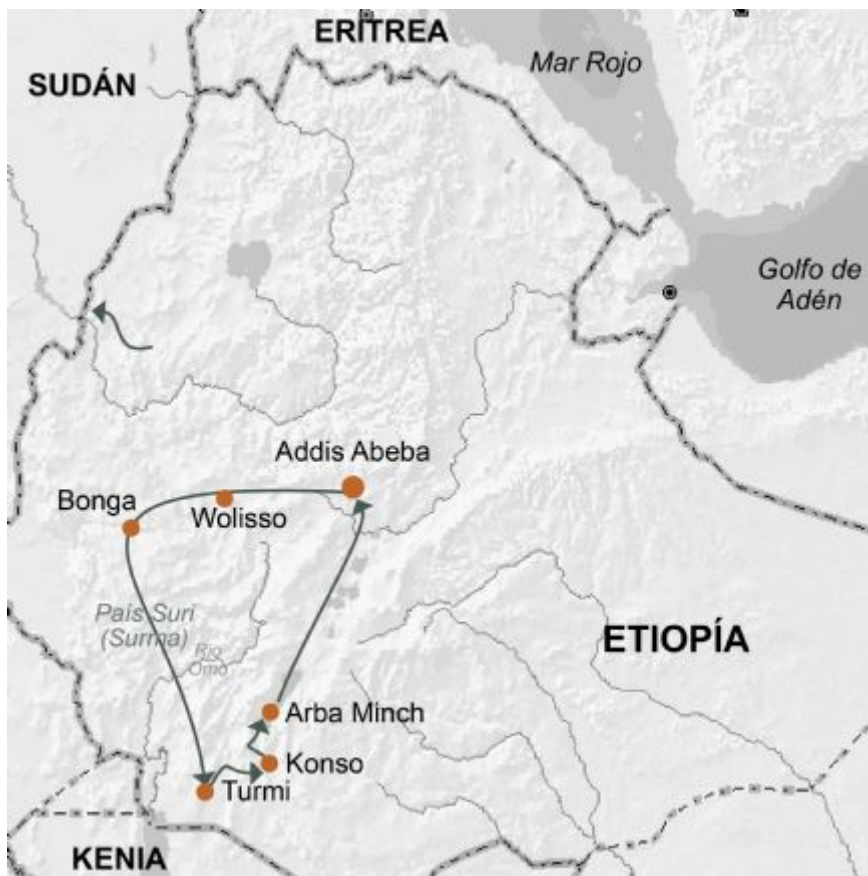 ERITREA
Mar Rojo
SUDÁN
Golfo de
Adén
Addis Abeba
Bonga
Wolisso
País Suri
(Surma)
Río
Omo
ETIOPÍA
Arba Minch
Konso
Turmi
KENIA